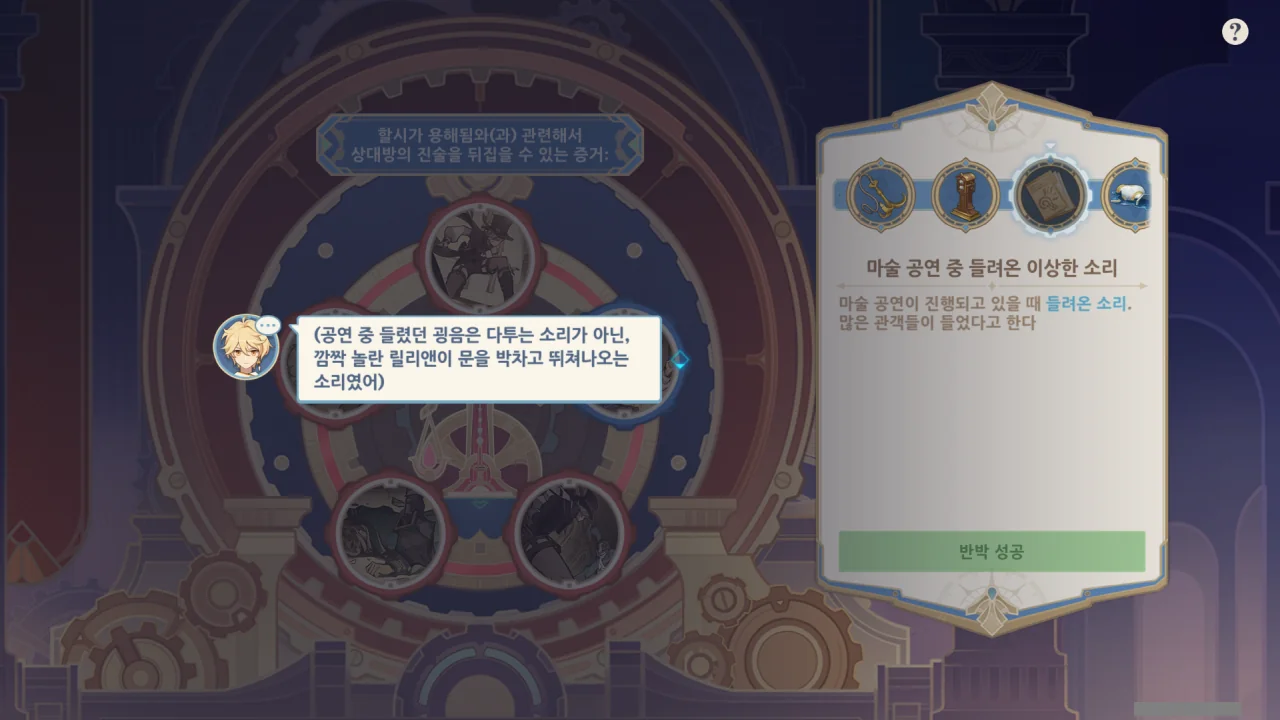 ?
할시가 용해됨와(과) 관련해서
상대방의 진술을 뒤집을 수 있는 증거:
(공연 중 들렸던 굉음은 다투는 소리가 아닌,
깜짝 놀란 릴리앤이 문을 박차고 뛰쳐나오는
소리였어)
마술 공연 중 들려온 이상한 소리
마술 공연이 진행되고 있을 때 들려온 소리.
많은 관객들이 들었다고 한다
반박 성공